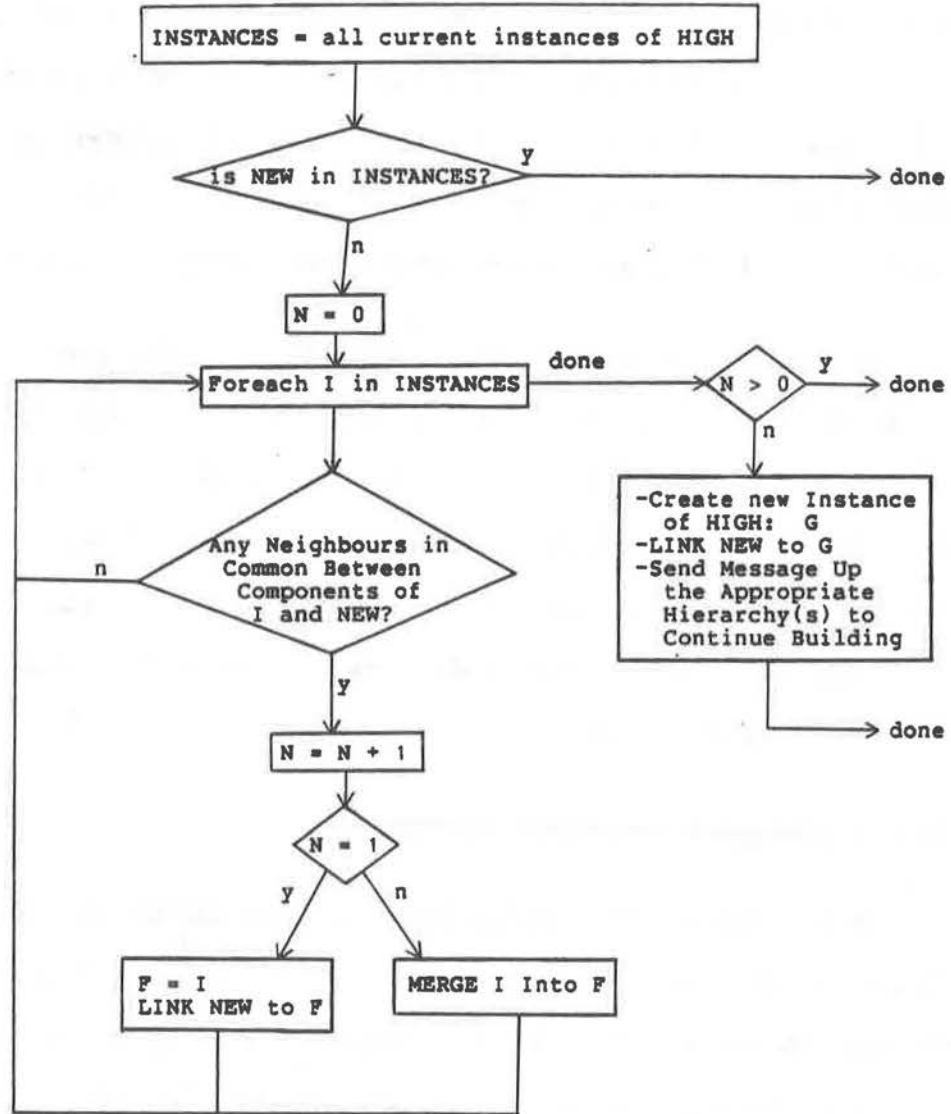 INSTANCES = all current instances of HIGH
is NEW in INSTANCES?
y
done
n
N = 0
Foreach I in INSTANCES
done
N > 0
y
done
n
-Create new Instance
of HIGH: G
-LINK NEW to G
-Send Message Up
the Appropriate
Hierarchy(s) to
Continue Building
done
Any Neighbours in
Common Between
Components of
I and NEW?
n
y
N = N + 1
N = 1
y
n
F = I
LINK NEW to F
MERGE I Into F